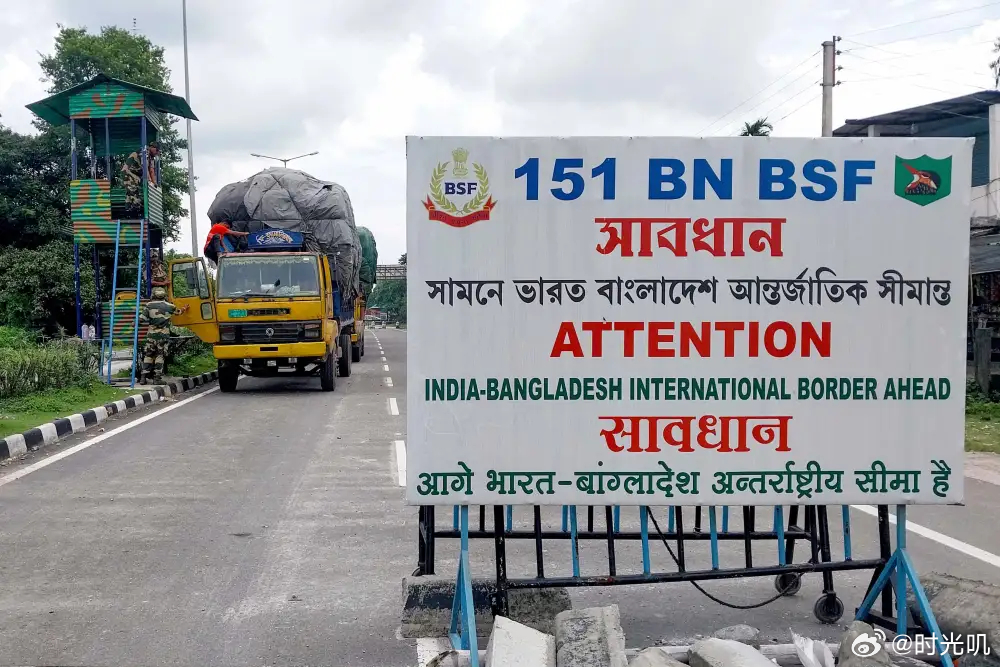 BSF
151 BN BSF
সাবধান
সামনে ভারত বাংলাদেশ আন্তর্জাতিক সীমান্ত
ATTENTION
INDIA-BANGLADESH INTERNATIONAL BORDER AHEAD
सावधान
आगे भारत-बांग्लादेश अन्तर्राष्ट्रीय सीमा है
@时光叽